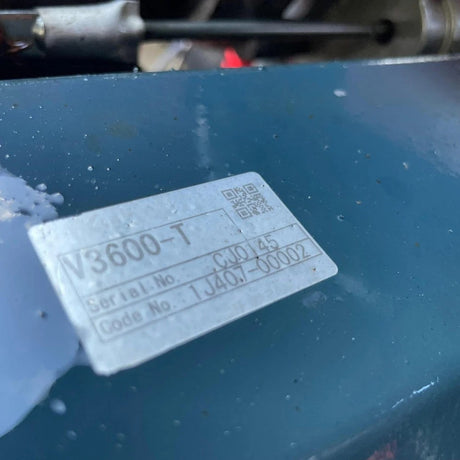 V3600-T
Serial No. CJ0145
Code No. 1J407-00002